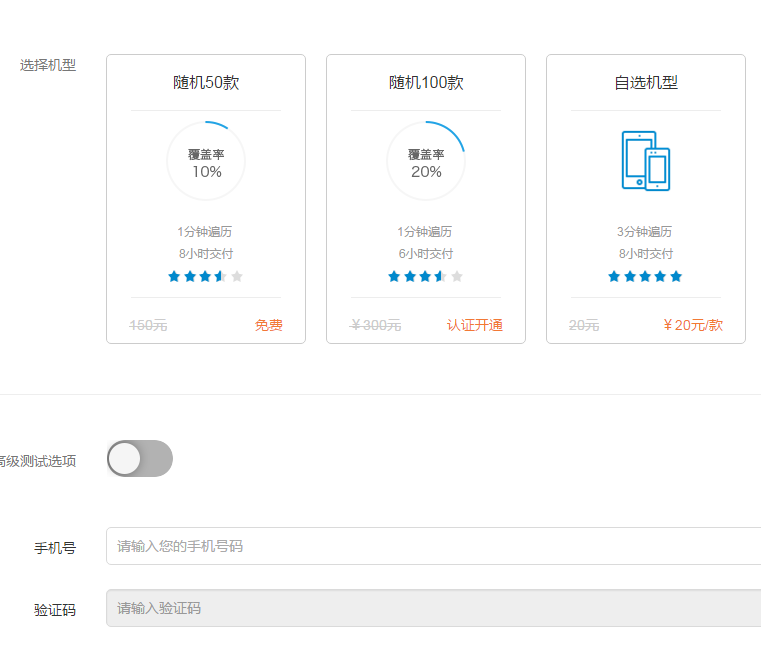 选择机型
随机50款
覆盖率
10%
1分钟遍历
8小时交付
150元
免费
随机100款
覆盖率
20%
1分钟遍历
6小时交付
￥300元
认证开通
自选机型
3分钟遍历
8小时交付
20元
￥20元/款
高级测试选项
手机号
请输入您的手机号码
验证码
请输入验证码